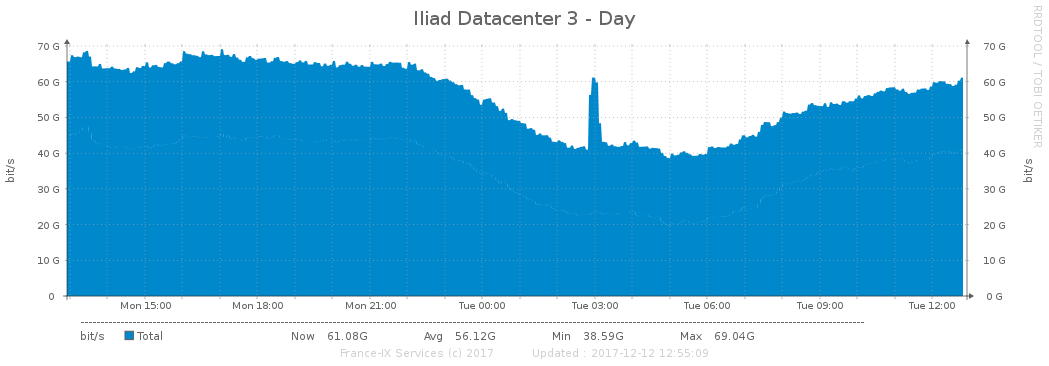 Iliad Datacenter 3 - Day
RRDTOOL / TOBI OETIKER
70 G 70 G
60 G 60 G
50 G 50 G
40 G 40 G
30 G 30 G
20 G 20 G
10 G 10 G
0 0 G
bit/s bit/s
Mon 15:00 Mon 18:00 Mon 21:00 Tue 00:00 Tue 03:00 Tue 06:00 Tue 09:00 Tue 12:00
bit/s Total Now 61.08G Avg 56.12G Min 38.59G Max 69.04G
France-IX Services (c) 2017 Updated : 2017-12-12 12:55:09